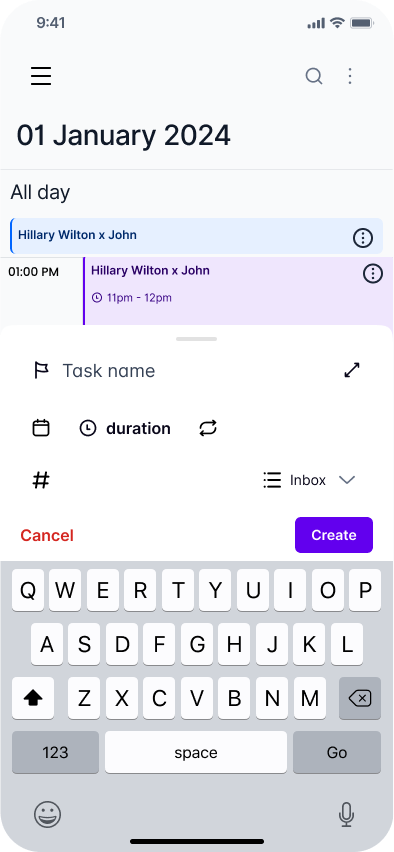 9:41
01 January 2024
All day
Hillary Wilton x John
01:00 PM
Hillary Wilton x John
11pm - 12pm
Task name
duration
# Inbox
Cancel Create
Q W E R T Y U I O P
A S D F G H J K L
Z X C V B N M
123 space Go